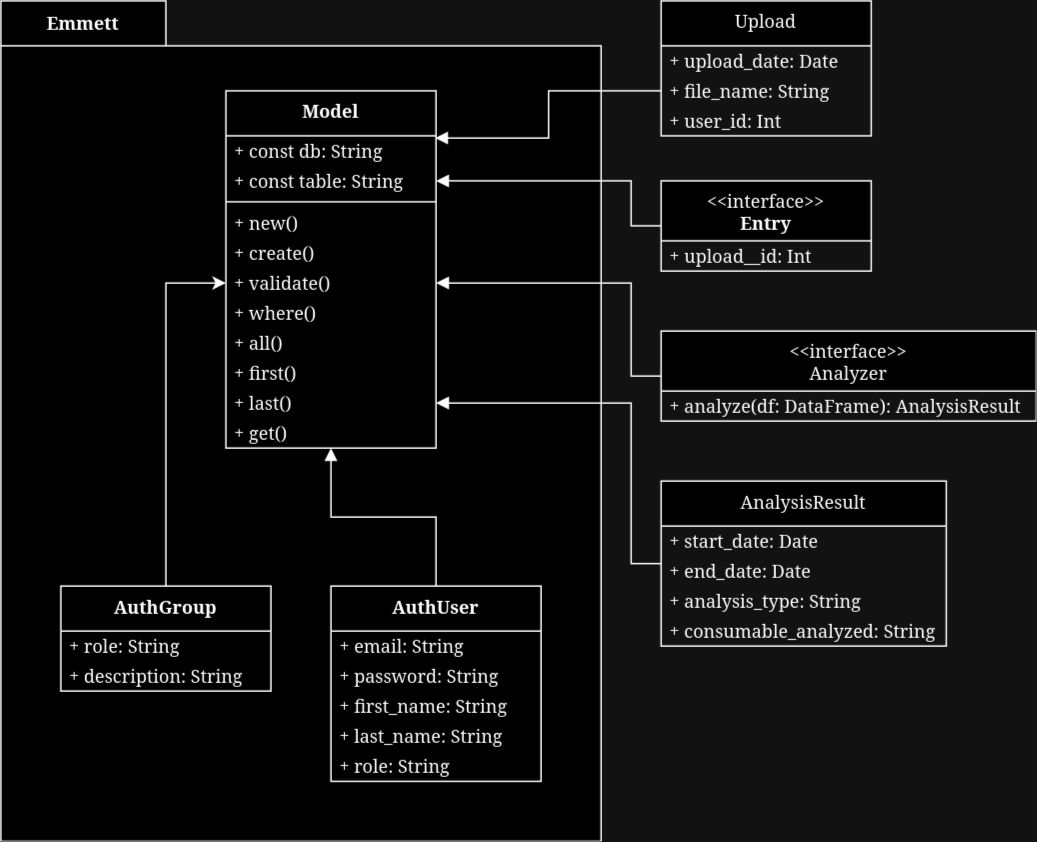 Emmett
Model
+ const db: String
+ const table: String
+ new()
+ create()
+ validate()
+ where()
+ all()
+ first()
+ last()
+ get()
AuthGroup
+ role: String
+ description: String
AuthUser
+ email: String
+ password: String
+ first_name: String
+ last_name: String
+ role: String
Upload
+ upload_date: Date
+ file_name: String
+ user_id: Int
<<interface>>
Entry
+ upload__id: Int
<<interface>>
Analyzer
+ analyze(df: DataFrame): AnalysisResult
AnalysisResult
+ start_date: Date
+ end_date: Date
+ analysis_type: String
+ consumable_analyzed: String